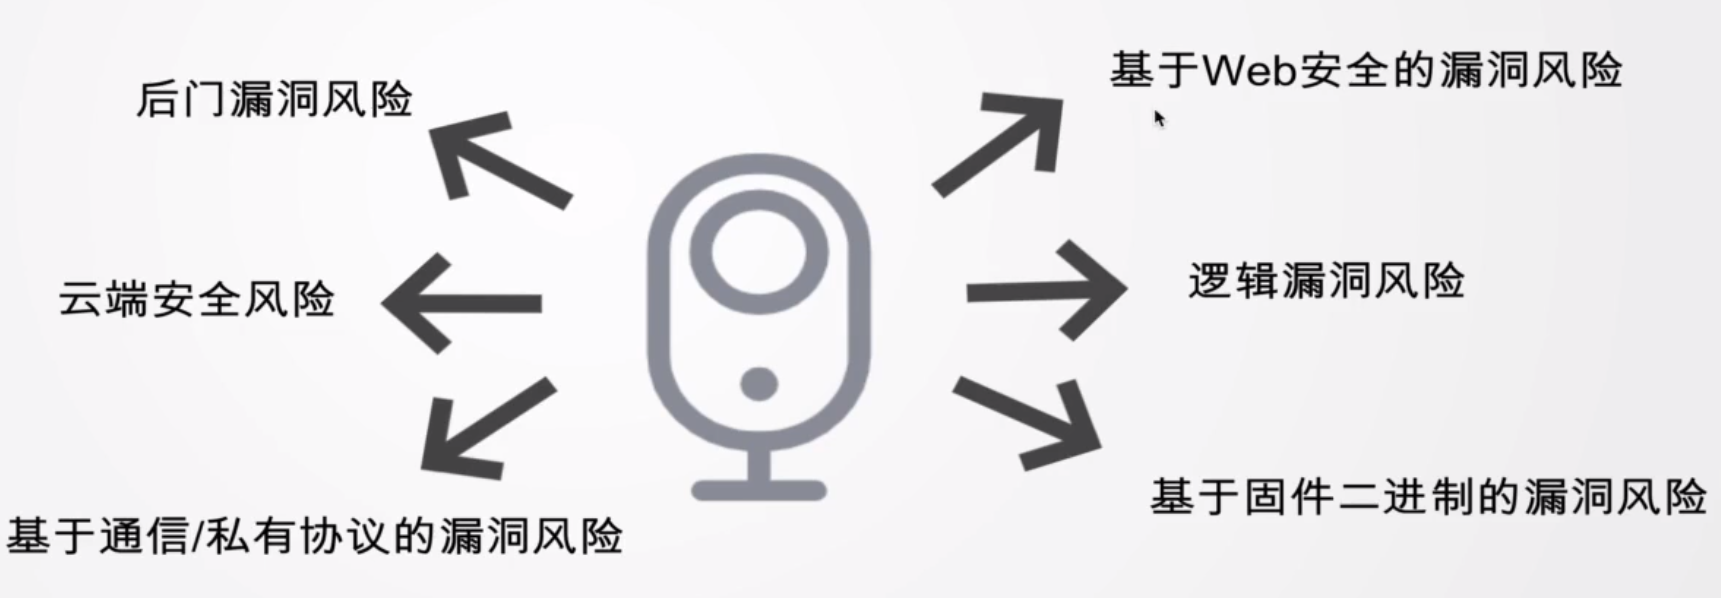 后门漏洞风险
云端安全风险
基于通信/私有协议的漏洞风险
基于Web安全的漏洞风险
逻辑漏洞风险
基于固件二进制的漏洞风险